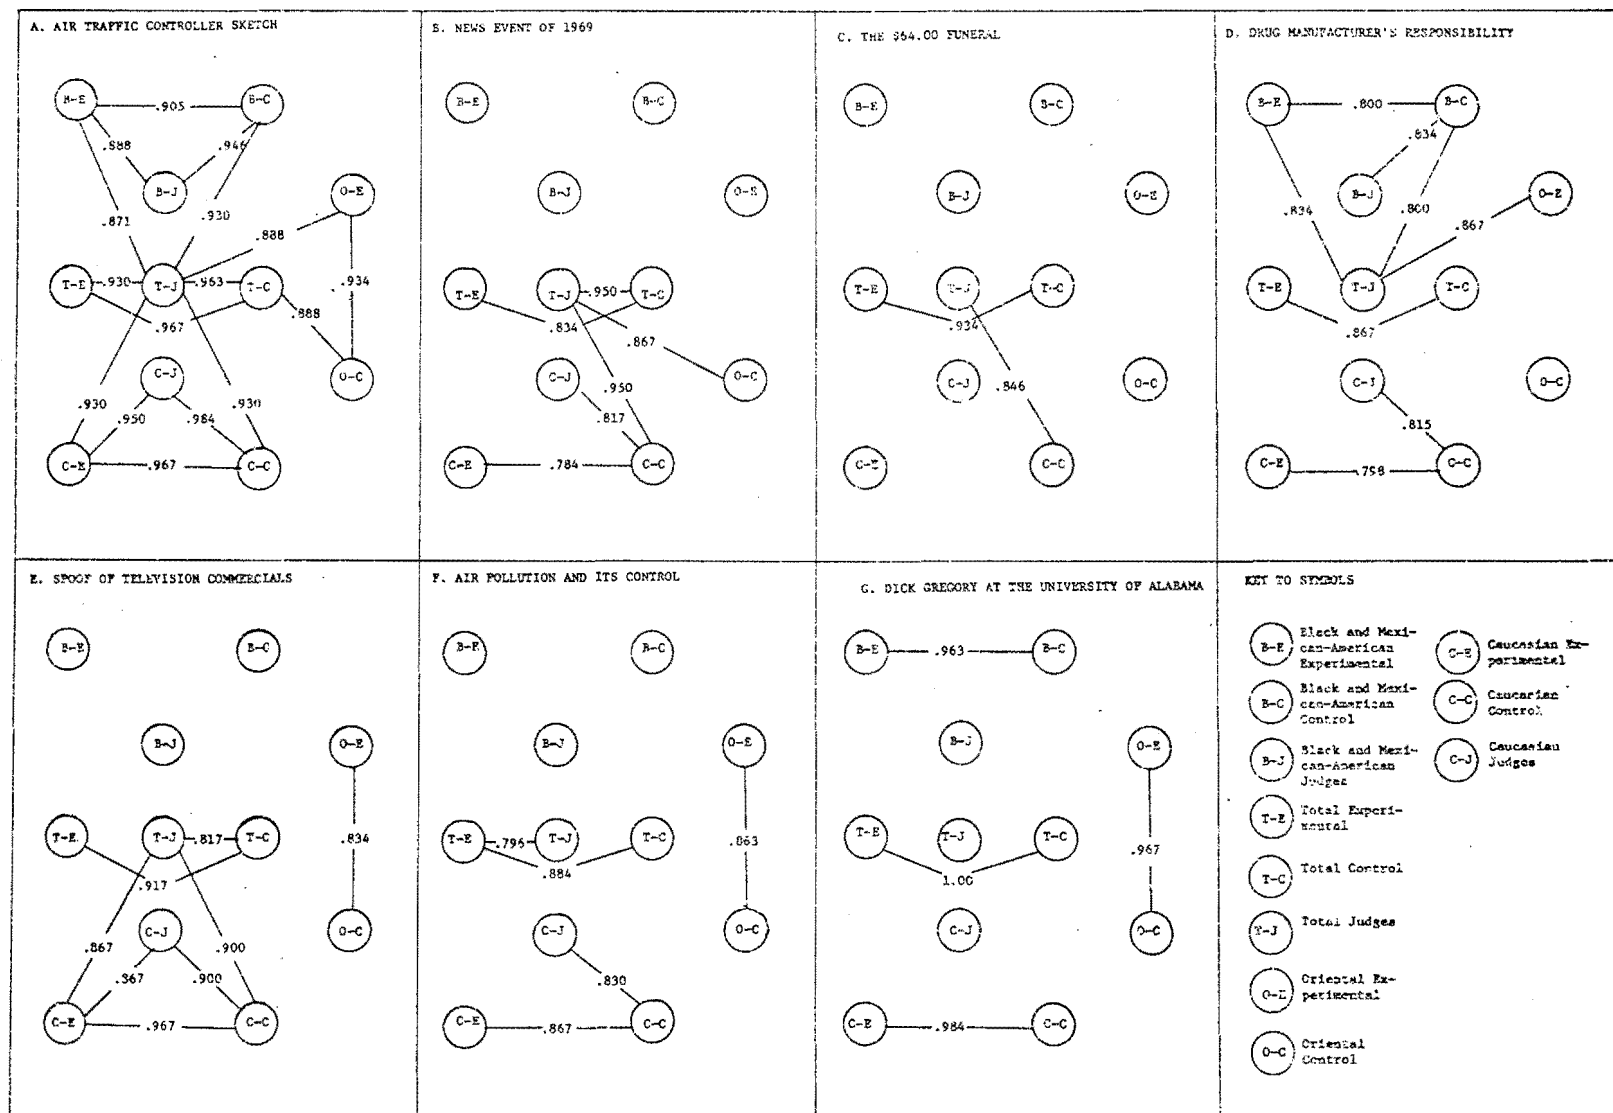 A. AIR TRAFFIC CONTROLLER SKETCH
B-E
.905
B-C
.888
.946
B-J
O-E
.871
.930
.888
T-E
.930
T-J
.963
T-C
.934
.967
.888
C-J
O-C
.930
.950
.984
.930
C-E
.967
C-C
B. NEWS EVENT OF 1969
B-E
B-C
B-J
O-E
T-E
T-J
.950
T-C
.834
.867
C-J
O-C
.950
.817
C-E
.784
C-C
C. THE $64.00 FUNERAL
B-E
B-C
B-J
O-E
T-E
T-J
T-C
.934
C-J
.846
O-C
C-E
C-C
D. DRUG MANUFACTURER'S RESPONSIBILITY
B-E
.800
B-C
.834
B-J
O-E
.834
.800
.867
T-E
T-J
T-C
.867
C-J
O-C
.815
C-E
.798
C-C
E. SPOOF OF TELEVISION COMMERCIALS
B-E
B-C
B-J
O-E
T-E
T-J
.817
T-C
.834
.917
C-J
O-C
.867
.900
.867
.900
C-E
.967
C-C
F. AIR POLLUTION AND ITS CONTROL
B-E
B-C
B-J
O-E
T-E
.796
T-J
T-C
.863
.884
C-J
O-C
.830
C-E
.867
C-C
G. DICK GREGORY AT THE UNIVERSITY OF ALABAMA
B-E
.963
B-C
B-J
O-E
T-E
T-J
T-C
.967
1.00
C-J
O-C
C-E
.984
C-C
KEY TO SYMBOLS
B-E
Black and Mexi-
can-American
Experimental
B-C
Black and Mexi-
can-American
Control
B-J
Black and Mexi-
can-American
Judges
T-E
Total Experi-
mental
T-C
Total Control
T-J
Total Judges
O-E
Oriental Ex-
perimental
O-C
Oriental
Control
C-E
Caucasian Ex-
perimental
C-C
Caucasian
Control
C-J
Caucasian
Judges